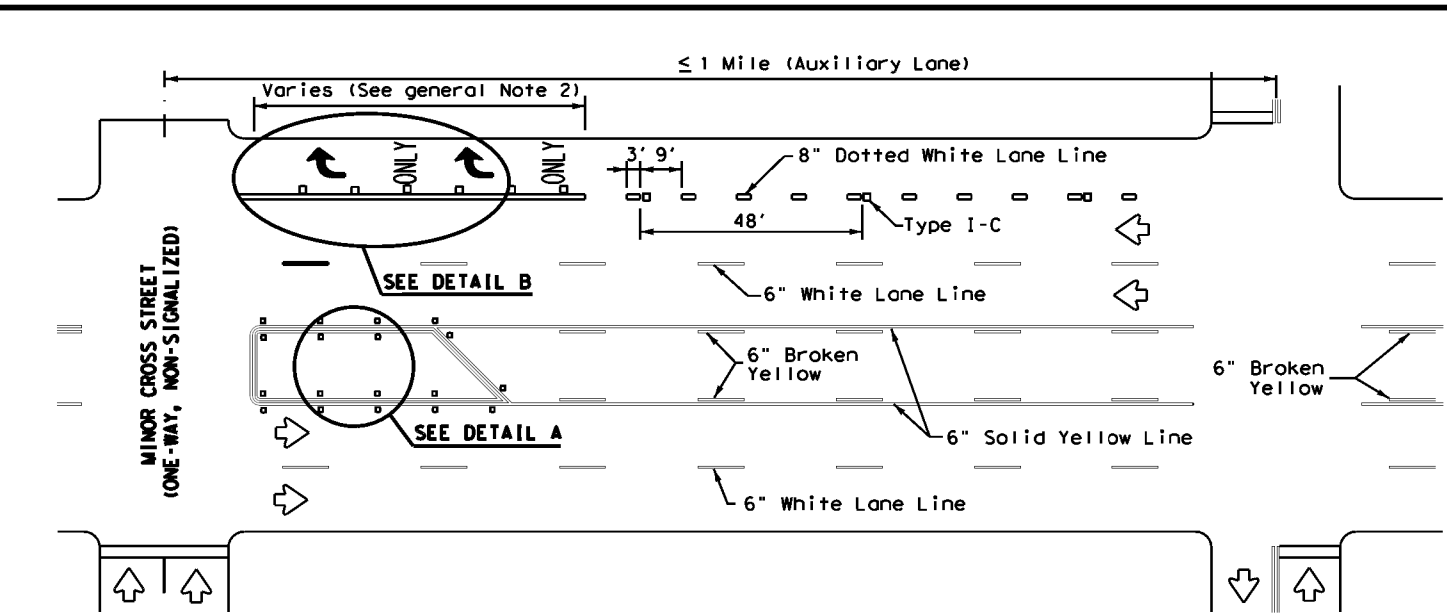 ≤ 1 Mile (Auxiliary Lane)
Varies (See general Note 2)
ONLY
ONLY
3' 9'
8" Dotted White Lane Line
48'
Type I-C
SEE DETAIL B
6" White Lane Line
MINOR CROSS STREET
(ONE-WAY, NON-SIGNALIZED)
6" Broken
Yellow
6" Broken
Yellow
SEE DETAIL A
6" Solid Yellow Line
6" White Lane Line